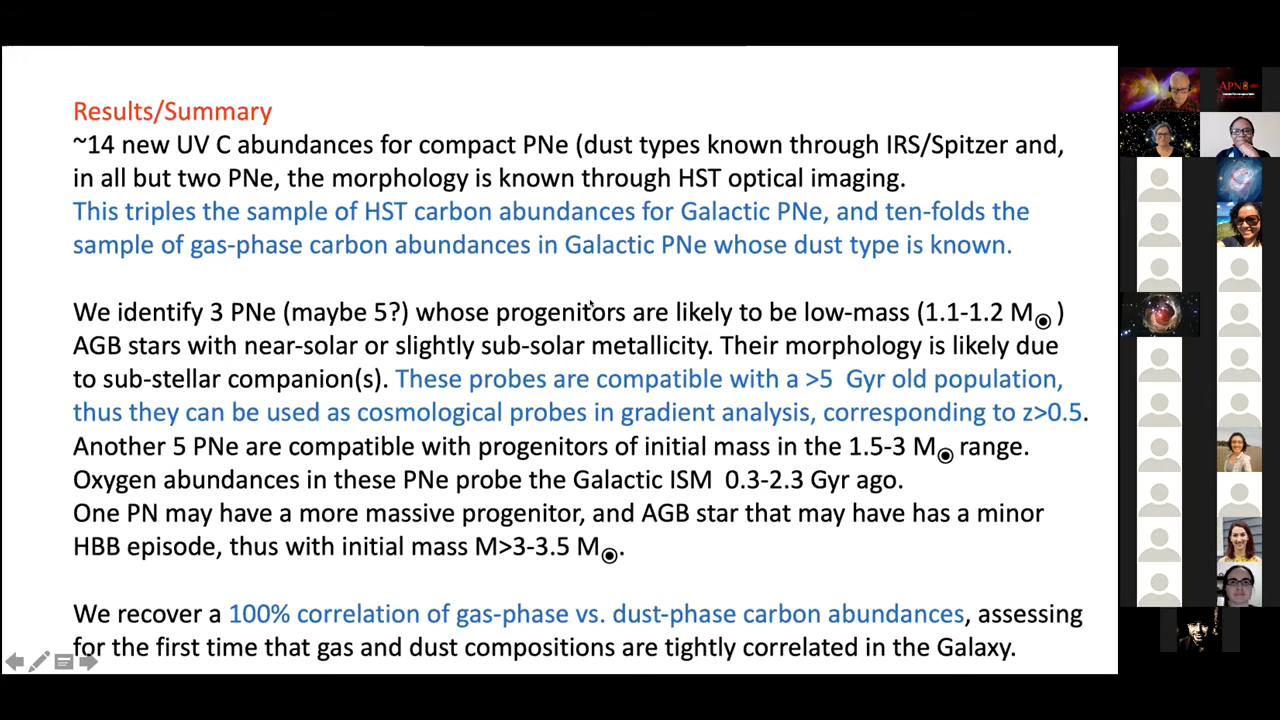 Results/Summary
~14 new UV C abundances for compact PNe (dust types known through IRS/Spitzer and,
in all but two PNe, the morphology is known through HST optical imaging.
This triples the sample of HST carbon abundances for Galactic PNe, and ten-folds the
sample of gas-phase carbon abundances in Galactic PNe whose dust type is known.
We identify 3 PNe (maybe 5?) whose progenitors are likely to be low-mass (1.1-1.2 M☉)
AGB stars with near-solar or slightly sub-solar metallicity. Their morphology is likely due
to sub-stellar companion(s). These probes are compatible with a >5 Gyr old population,
thus they can be used as cosmological probes in gradient analysis, corresponding to z>0.5.
Another 5 PNe are compatible with progenitors of initial mass in the 1.5-3 M☉ range.
Oxygen abundances in these PNe probe the Galactic ISM 0.3-2.3 Gyr ago.
One PN may have a more massive progenitor, and AGB star that may have has a minor
HBB episode, thus with initial mass M>3-3.5 M☉.
We recover a 100% correlation of gas-phase vs. dust-phase carbon abundances, assessing
for the first time that gas and dust compositions are tightly correlated in the Galaxy.